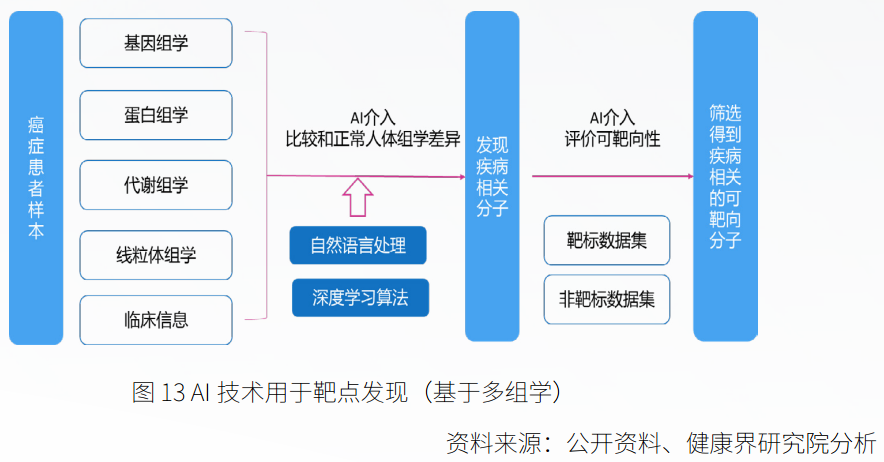 癌症患者样本
基因组学
蛋白组学
代谢组学
线粒体组学
临床信息
AI介入
比较和正常人体组学差异
自然语言处理
深度学习算法
发现
疾病
相关
分子
AI介入
评价可靶向性
靶标数据集
非靶标数据集
筛选
得到
疾病
相关
的可
靶向
分子
图 13 AI 技术用于靶点发现（基于多组学）
资料来源：公开资料、健康界研究院分析